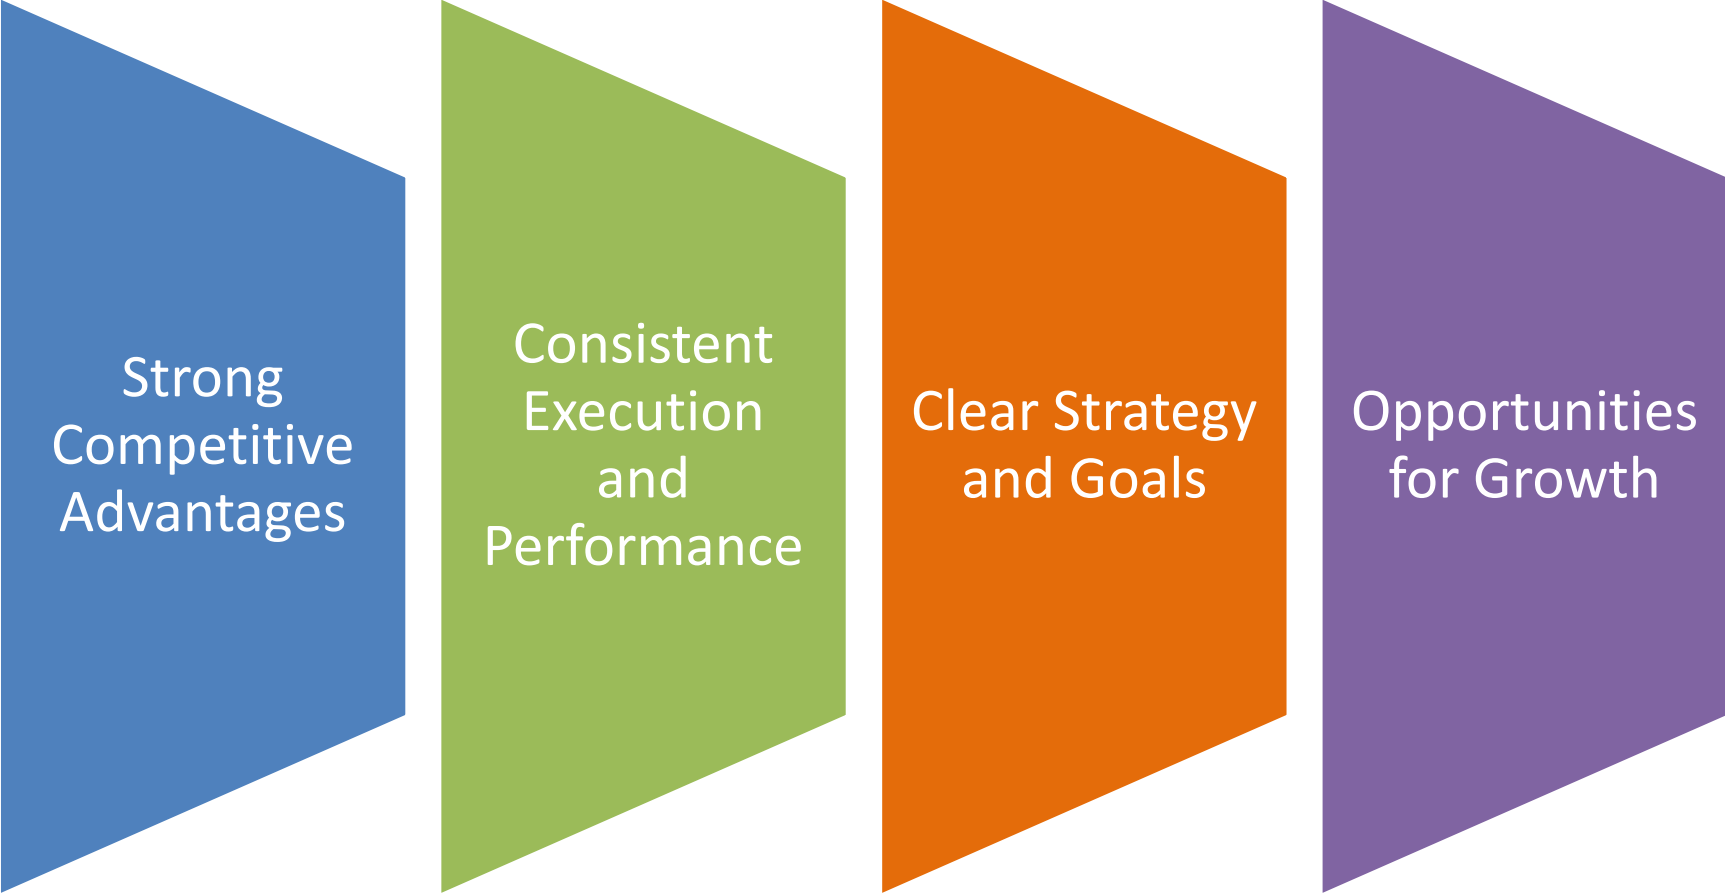 Strong
Competitive
Advantages
Consistent
Execution
and
Performance
Clear Strategy
and Goals
Opportunities
for Growth